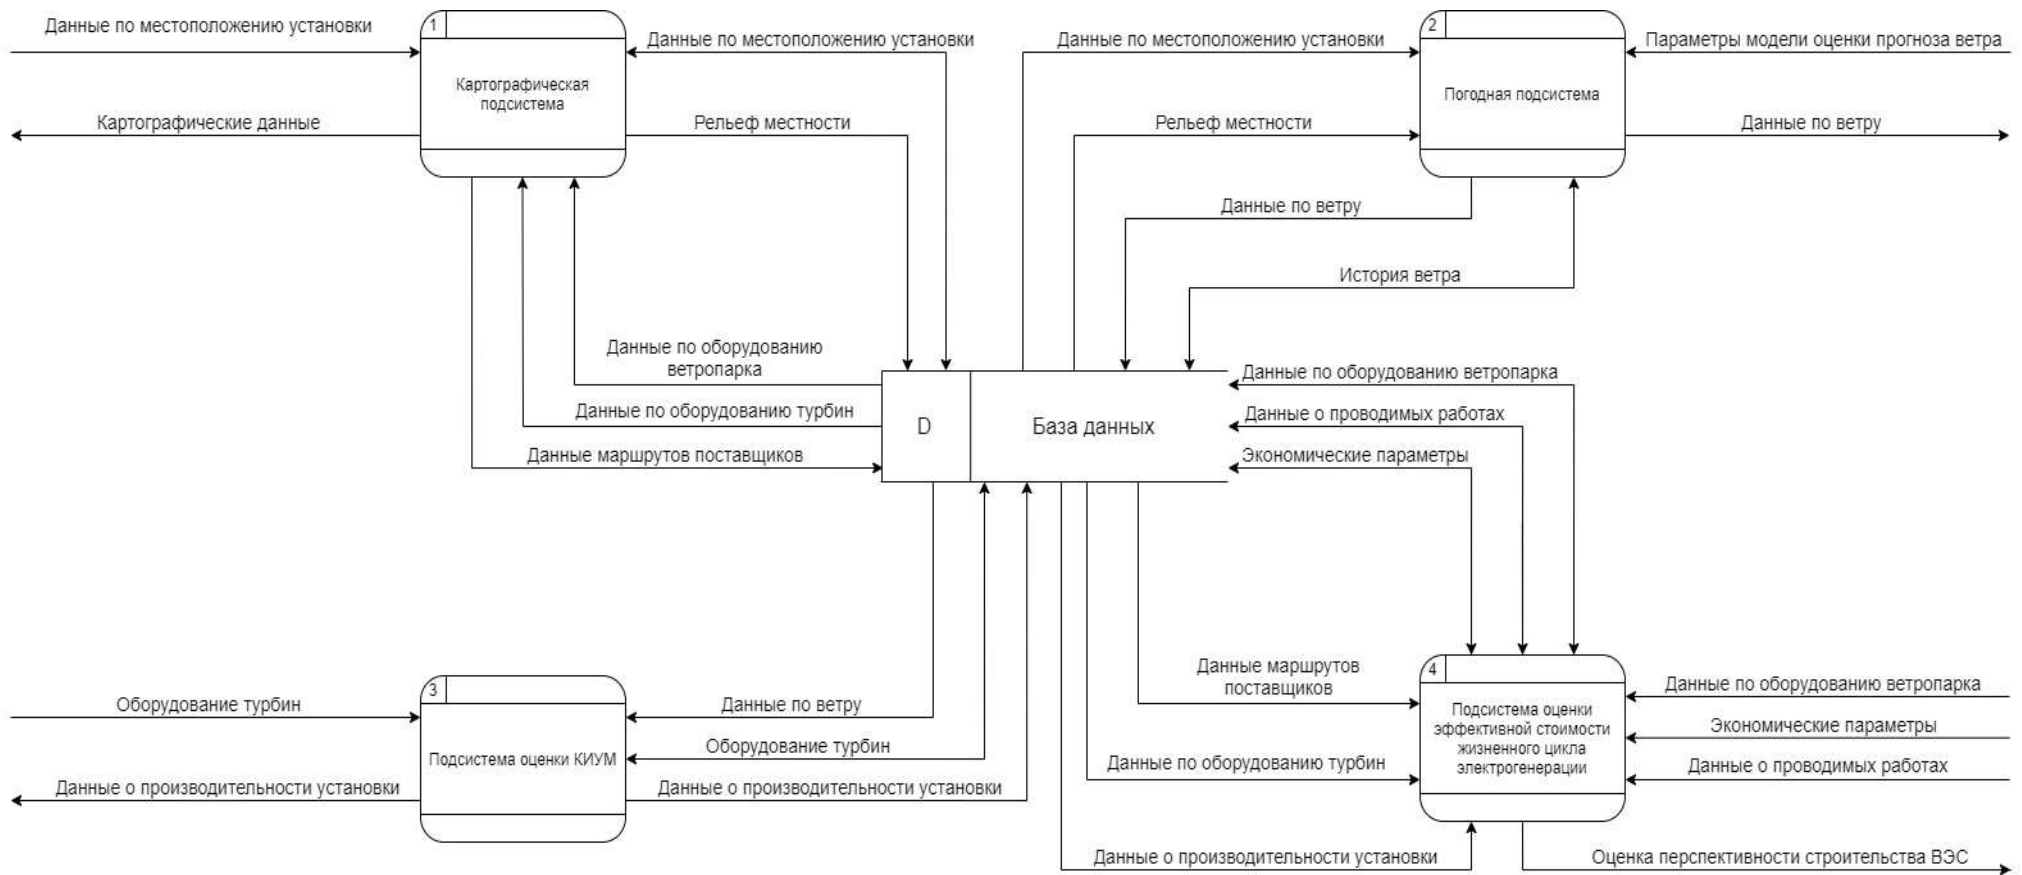 Данные по местоположению установки
1
Картографическая
подсистема
Данные по местоположению установки
Данные по местоположению установки
2
Погодная подсистема
Параметры модели оценки прогноза ветра
Картографические данные
Рельеф местности
Рельеф местности
Данные по ветру
Данные по ветру
История ветра
Данные по оборудованию
ветропарка
Данные по оборудованию турбин
Данные маршрутов поставщиков
D
База данных
Данные по оборудованию ветропарка
Данные о проводимых работах
Экономические параметры
3
Подсистема оценки КИУМ
Оборудование турбин
Данные о производительности установки
Данные по ветру
Оборудование турбин
Данные о производительности установки
Данные маршрутов
поставщиков
Данные по оборудованию турбин
Данные о производительности установки
4
Подсистема оценки
эффективной стоимости
жизненного цикла
электрогенерации
Данные по оборудованию ветропарка
Экономические параметры
Данные о проводимых работах
Оценка перспективности строительства ВЭС